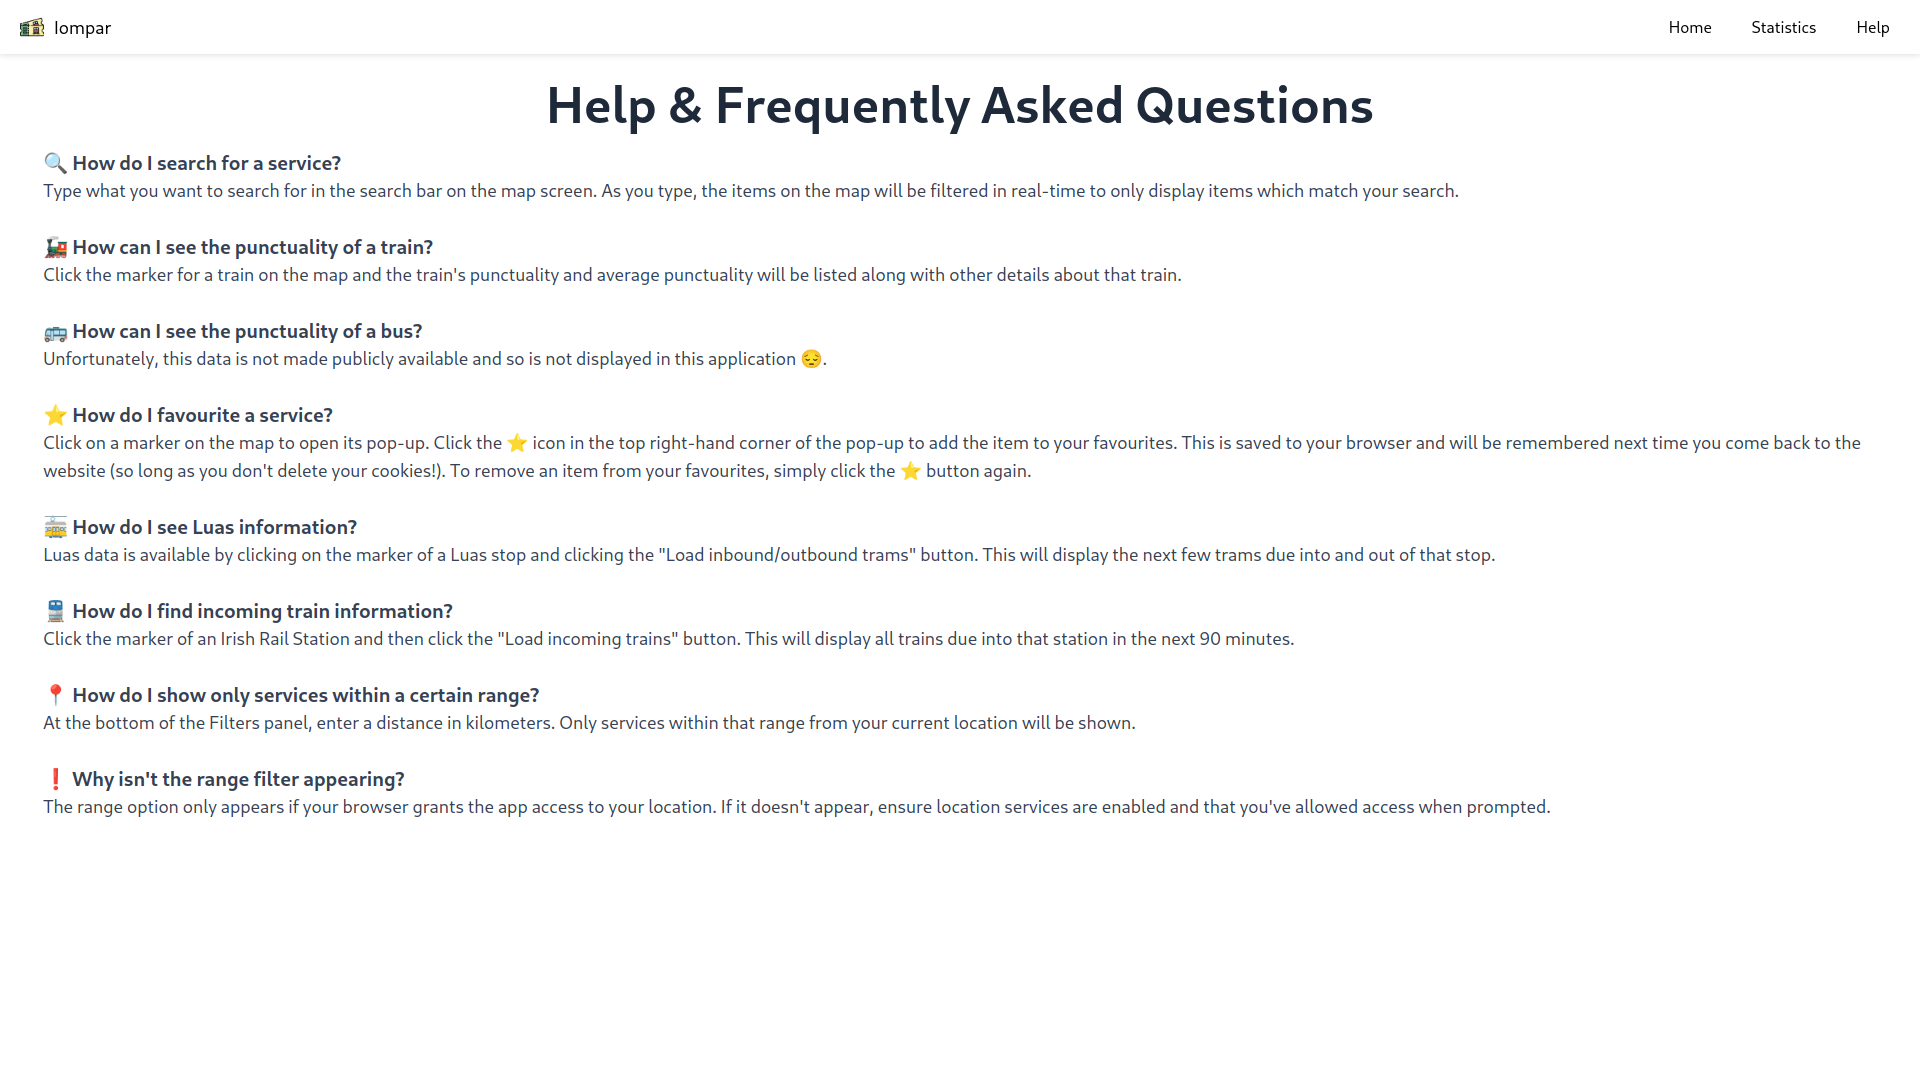 Iompar
Home Statistics Help
Help & Frequently Asked Questions
🔍 How do I search for a service?
Type what you want to search for in the search bar on the map screen. As you type, the items on the map will be filtered in real-time to only display items which match your search.
🚂 How can I see the punctuality of a train?
Click the marker for a train on the map and the train's punctuality and average punctuality will be listed along with other details about that train.
🚌 How can I see the punctuality of a bus?
Unfortunately, this data is not made publicly available and so is not displayed in this application 😔.
⭐ How do I favourite a service?
Click on a marker on the map to open its pop-up. Click the ⭐ icon in the top right-hand corner of the pop-up to add the item to your favourites. This is saved to your browser and will be remembered next time you come back to the
website (so long as you don't delete your cookies!). To remove an item from your favourites, simply click the ⭐ button again.
🚋 How do I see Luas information?
Luas data is available by clicking on the marker of a Luas stop and clicking the "Load inbound/outbound trams" button. This will display the next few trams due into and out of that stop.
🚆 How do I find incoming train information?
Click the marker of an Irish Rail Station and then click the "Load incoming trains" button. This will display all trains due into that station in the next 90 minutes.
📍 How do I show only services within a certain range?
At the bottom of the Filters panel, enter a distance in kilometers. Only services within that range from your current location will be shown.
❗ Why isn't the range filter appearing?
The range option only appears if your browser grants the app access to your location. If it doesn't appear, ensure location services are enabled and that you've allowed access when prompted.